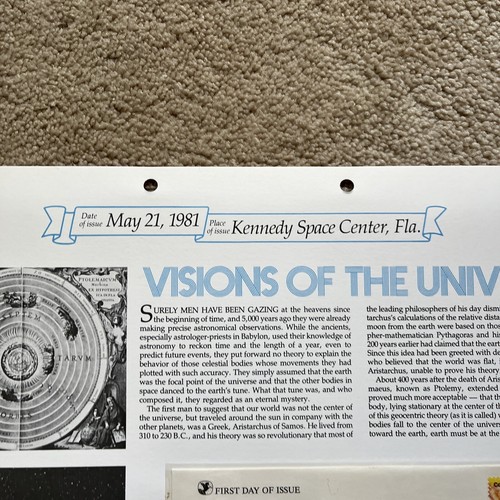 Date of issue May 21, 1981 Place of issue Kennedy Space Center, Fla.
VISIONS OF THE UNIV
SURELY MEN HAVE BEEN GAZING at the heavens since
the beginning of time, and 5,000 years ago they were already
making precise astronomical observations. While the ancients,
especially astrologer-priests in Babylon, used their knowledge of
astronomy to reckon time and the length of a year, even to
predict future events, they put forward no theory to explain the
behavior of those celestial bodies whose movements they had
plotted with such accuracy. They simply assumed that the earth
was the focal point of the universe and that the other bodies in
space danced to the earth's tune. What that tune was, and who
composed it, they regarded as an eternal mystery.
The first man to suggest that our world was not the center of
the universe, but traveled around the sun in company with the
other planets, was a Greek, Aristarchus of Samos. He lived from
310 to 230 B.C., and his theory was so revolutionary that most of
the leading philosophers of his day dism
tarchus's calculations of the relative dista
moon from the earth were based on th
pher-mathematician Pythagoras and his
200 years earlier had claimed that the eart
Since this idea had been greeted with de
who believed that the world was flat,
Aristarchus, unable to prove his theory
About 400 years after the death of Aris
maeus, known as Ptolemy, extended
proved much more acceptable — that th
body, lying stationary at the center of th
of this geocentric theory (as it is called) w
bodies fall to the center of the univers
toward the earth, earth must be at the
PTOLEMAICVM
TARVM
FIRST DAY OF ISSUE